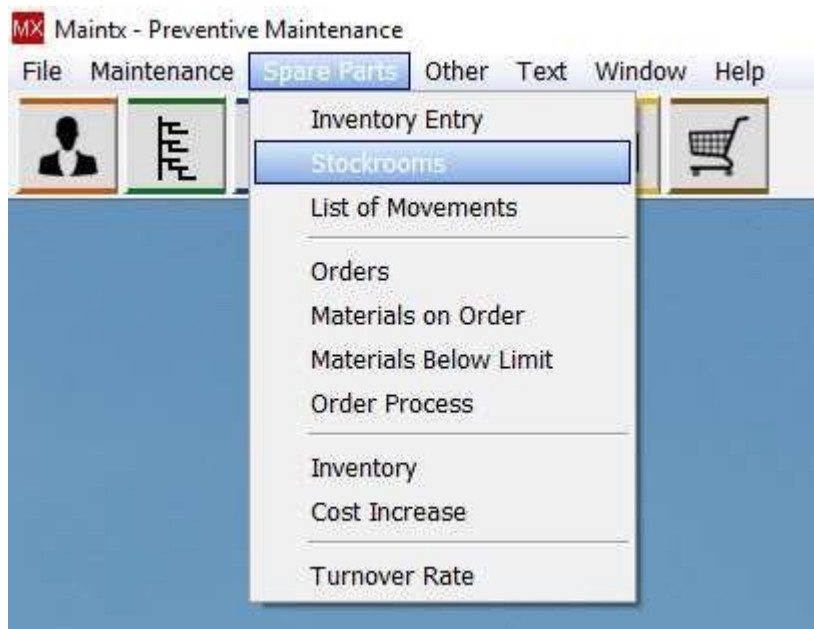 MX Maintx - Preventive Maintenance
File Maintenance Spare Parts Other Text Window Help
Inventory Entry
Stockrooms
List of Movements
Orders
Materials on Order
Materials Below Limit
Order Process
Inventory
Cost Increase
Turnover Rate